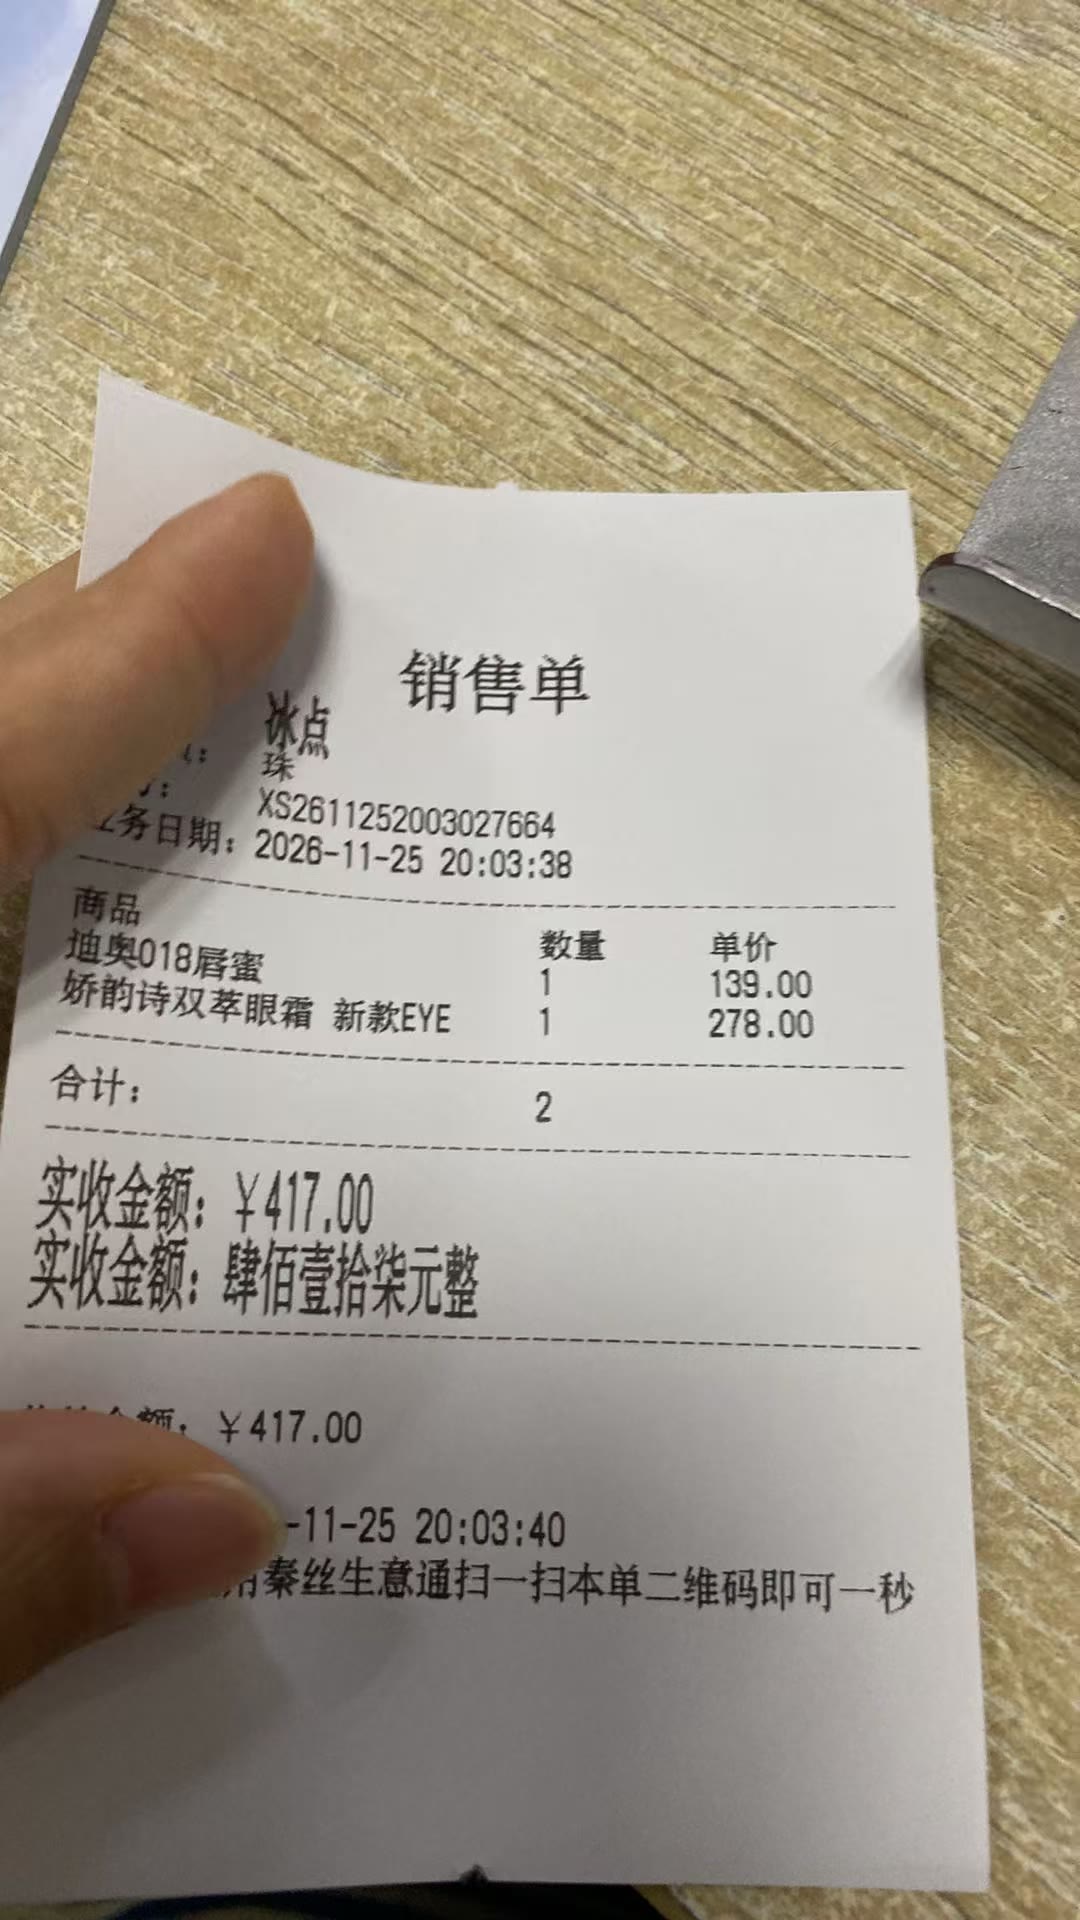 销售单
冰点
珠
XS2611252003027664
务日期： 2026-11-25 20:03:38
商品 数量 单价
迪奥018唇蜜 1 139.00
娇韵诗双萃眼霜 新款EYE 1 278.00
合计： 2
实收金额：￥417.00
实收金额：肆佰壹拾柒元整
金额：￥417.00
-11-25 20:03:40
用秦丝生意通扫一扫本单二维码即可一秒